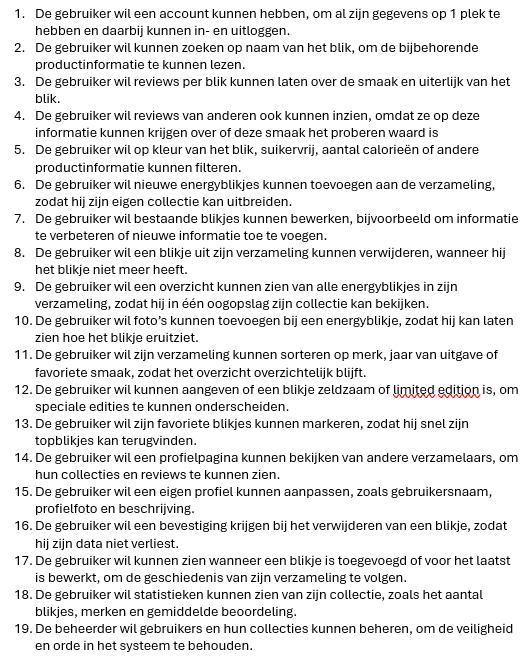 1. De gebruiker wil een account kunnen hebben, om al zijn gegevens op 1 plek te
hebben en daarbij kunnen in- en uitloggen.
2. De gebruiker wil kunnen zoeken op naam van het blik, om de bijbehorende
productinformatie te kunnen lezen.
3. De gebruiker wil reviews per blik kunnen laten over de smaak en uiterlijk van het
blik.
4. De gebruiker wil reviews van anderen ook kunnen inzien, omdat ze op deze
informatie kunnen krijgen over of deze smaak het proberen waard is
5. De gebruiker wil op kleur van het blik, suikervrij, aantal calorieën of andere
productinformatie kunnen filteren.
6. De gebruiker wil nieuwe energyblikjes kunnen toevoegen aan de verzameling,
zodat hij zijn eigen collectie kan uitbreiden.
7. De gebruiker wil bestaande blikjes kunnen bewerken, bijvoorbeeld om informatie
te verbeteren of nieuwe informatie toe te voegen.
8. De gebruiker wil een blikje uit zijn verzameling kunnen verwijderen, wanneer hij
het blikje niet meer heeft.
9. De gebruiker wil een overzicht kunnen zien van alle energyblikjes in zijn
verzameling, zodat hij in één oogopslag zijn collectie kan bekijken.
10. De gebruiker wil foto's kunnen toevoegen bij een energyblikje, zodat hij kan laten
zien hoe het blikje eruitziet.
11. De gebruiker wil zijn verzameling kunnen sorteren op merk, jaar van uitgave of
favoriete smaak, zodat het overzicht overzichtelijk blijft.
12. De gebruiker wil kunnen aangeven of een blikje zeldzaam of limited edition is, om
speciale edities te kunnen onderscheiden.
13. De gebruiker wil zijn favoriete blikjes kunnen markeren, zodat hij snel zijn
topblikjes kan terugvinden.
14. De gebruiker wil een profielpagina kunnen bekijken van andere verzamelaars, om
hun collecties en reviews te kunnen zien.
15. De gebruiker wil een eigen profiel kunnen aanpassen, zoals gebruikersnaam,
profielfoto en beschrijving.
16. De gebruiker wil een bevestiging krijgen bij het verwijderen van een blikje, zodat
hij zijn data niet verliest.
17. De gebruiker wil kunnen zien wanneer een blikje is toegevoegd of voor het laatst
is bewerkt, om de geschiedenis van zijn verzameling te volgen.
18. De gebruiker wil statistieken kunnen zien van zijn collectie, zoals het aantal
blikjes, merken en gemiddelde beoordeling.
19. De beheerder wil gebruikers en hun collecties kunnen beheren, om de veiligheid
en orde in het systeem te behouden.